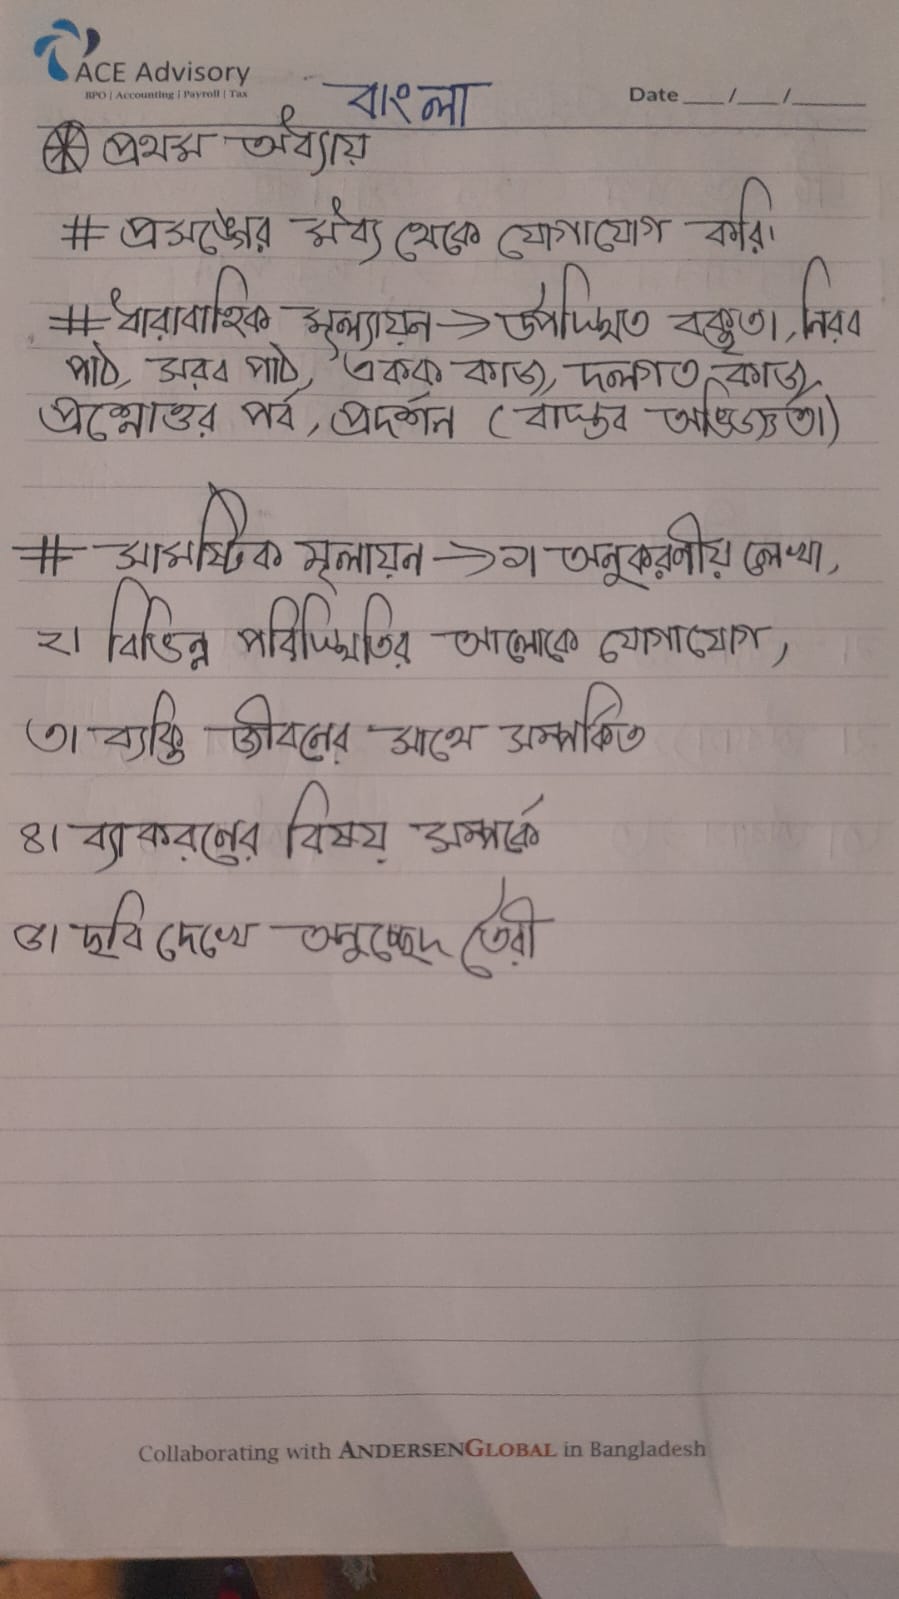 ACE Advisory
BPO | Accounting | Payroll | Tax
বাংলা
Date ___/___/_____
প্রথম অধ্যায়
# প্রসঙ্গের মধ্য থেকে যোগাযোগ করি।
# ধারাবাহিক মূল্যায়ন → উপস্থিত বক্তৃতা, নিরব
পাঠ, সরব পাঠ, একক কাজ, দলগত কাজ,
প্রশ্নোত্তর পর্ব, প্রদর্শন (বাস্তব অভিজ্ঞতা)
# সামষ্টিক মূলায়ন → ১। অনুকরনীয় লেখা,
২। বিভিন্ন পরিস্থিতির আলোকে যোগাযোগ,
৩। ব্যক্তি জীবনের সাথে সম্পর্কিত
৪। ব্যাকরনের বিষয় সম্পর্কে
৫। ছবি দেখে অনুচ্ছেদ তৈরী
Collaborating with ANDERSENGLOBAL in Bangladesh